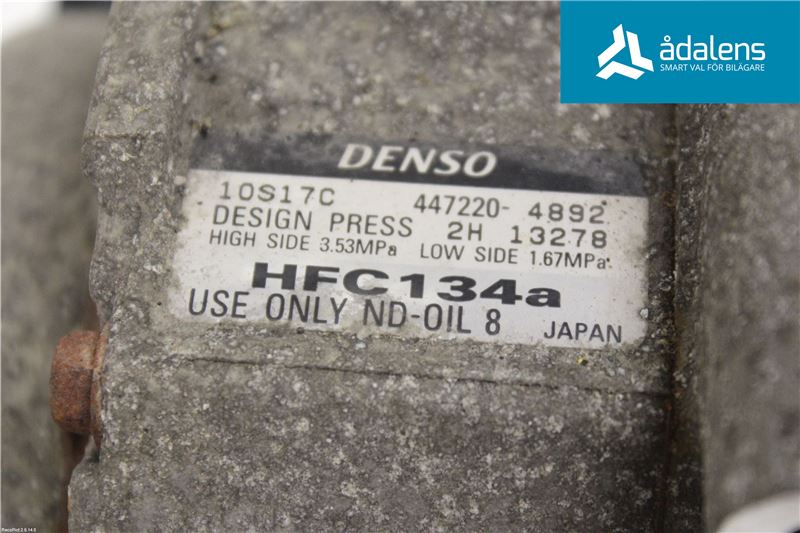 ådalens
SMART VAL FÖR BILÄGARE
DENSO
10S17C 447220- 4892
DESIGN PRESS 2H 13278
HIGH SIDE 3.53MPa LOW SIDE 1.67MPa
HFC134a
USE ONLY ND-OIL 8 JAPAN